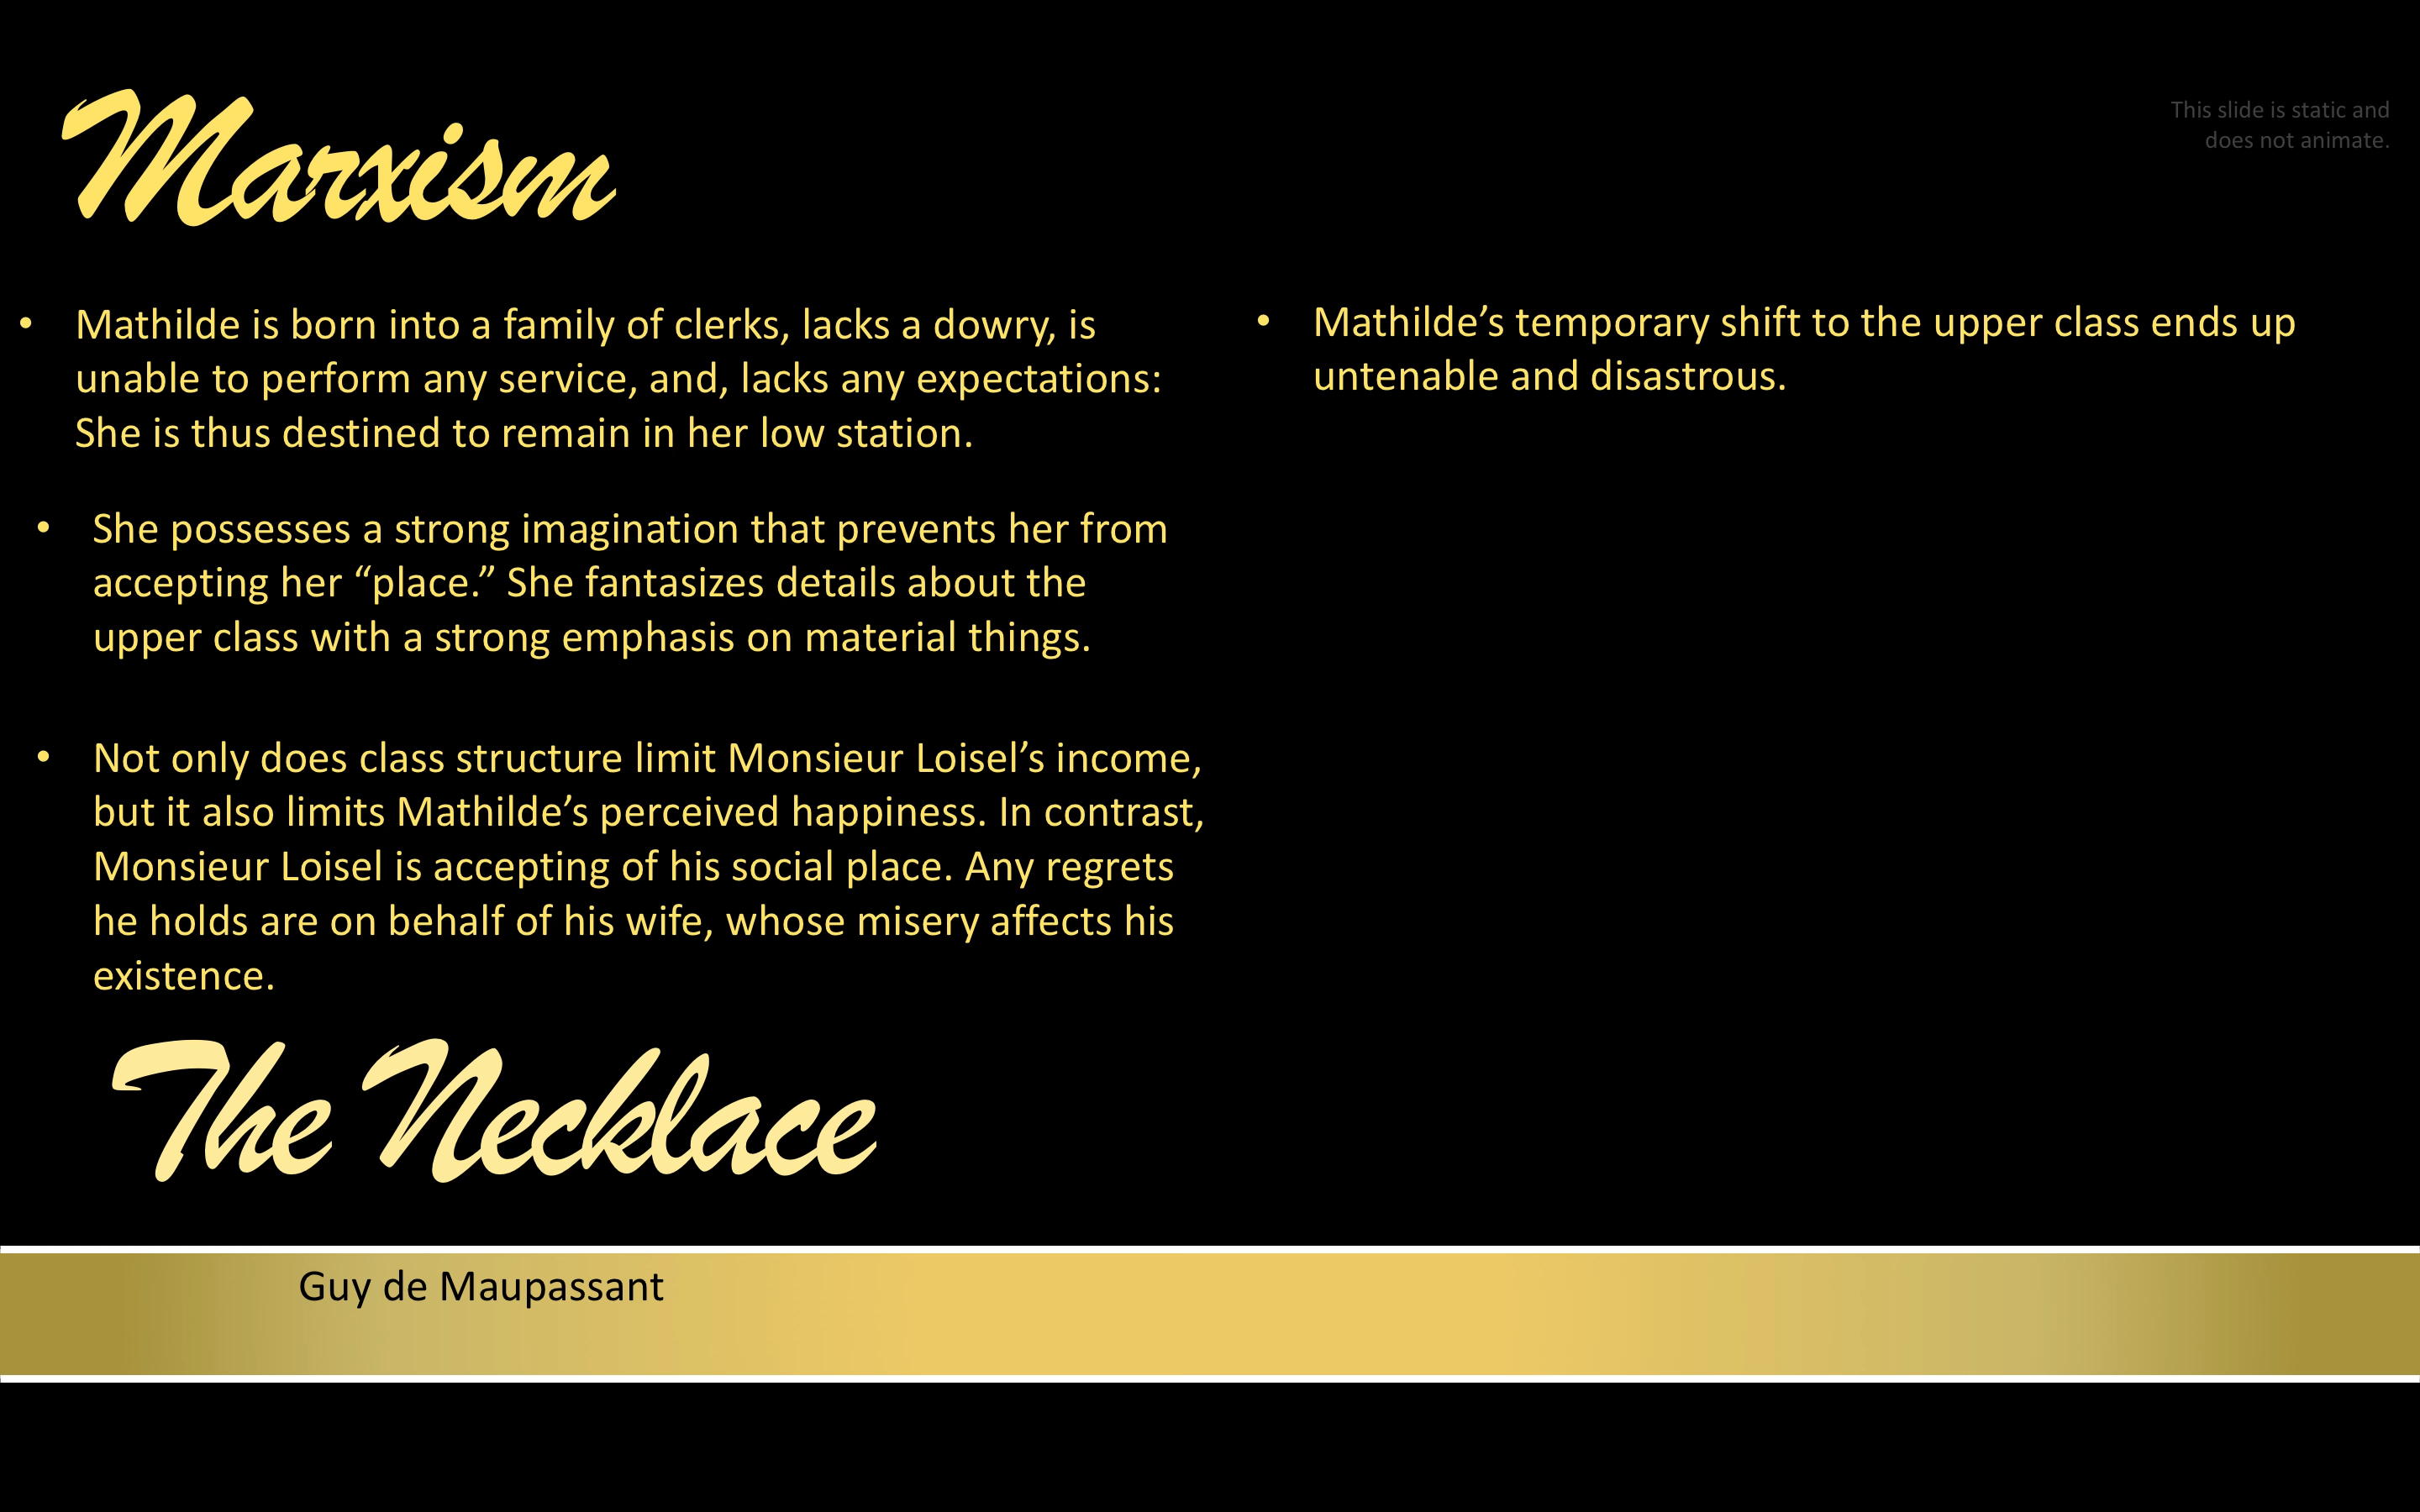 Marxism
This slide is static and
does not animate.
• Mathilde is born into a family of clerks, lacks a dowry, is
unable to perform any service, and, lacks any expectations:
She is thus destined to remain in her low station.
• She possesses a strong imagination that prevents her from
accepting her “place.” She fantasizes details about the
upper class with a strong emphasis on material things.
• Not only does class structure limit Monsieur Loisel’s income,
but it also limits Mathilde’s perceived happiness. In contrast,
Monsieur Loisel is accepting of his social place. Any regrets
he holds are on behalf of his wife, whose misery affects his
existence.
• Mathilde’s temporary shift to the upper class ends up
untenable and disastrous.
The Necklace
Guy de Maupassant